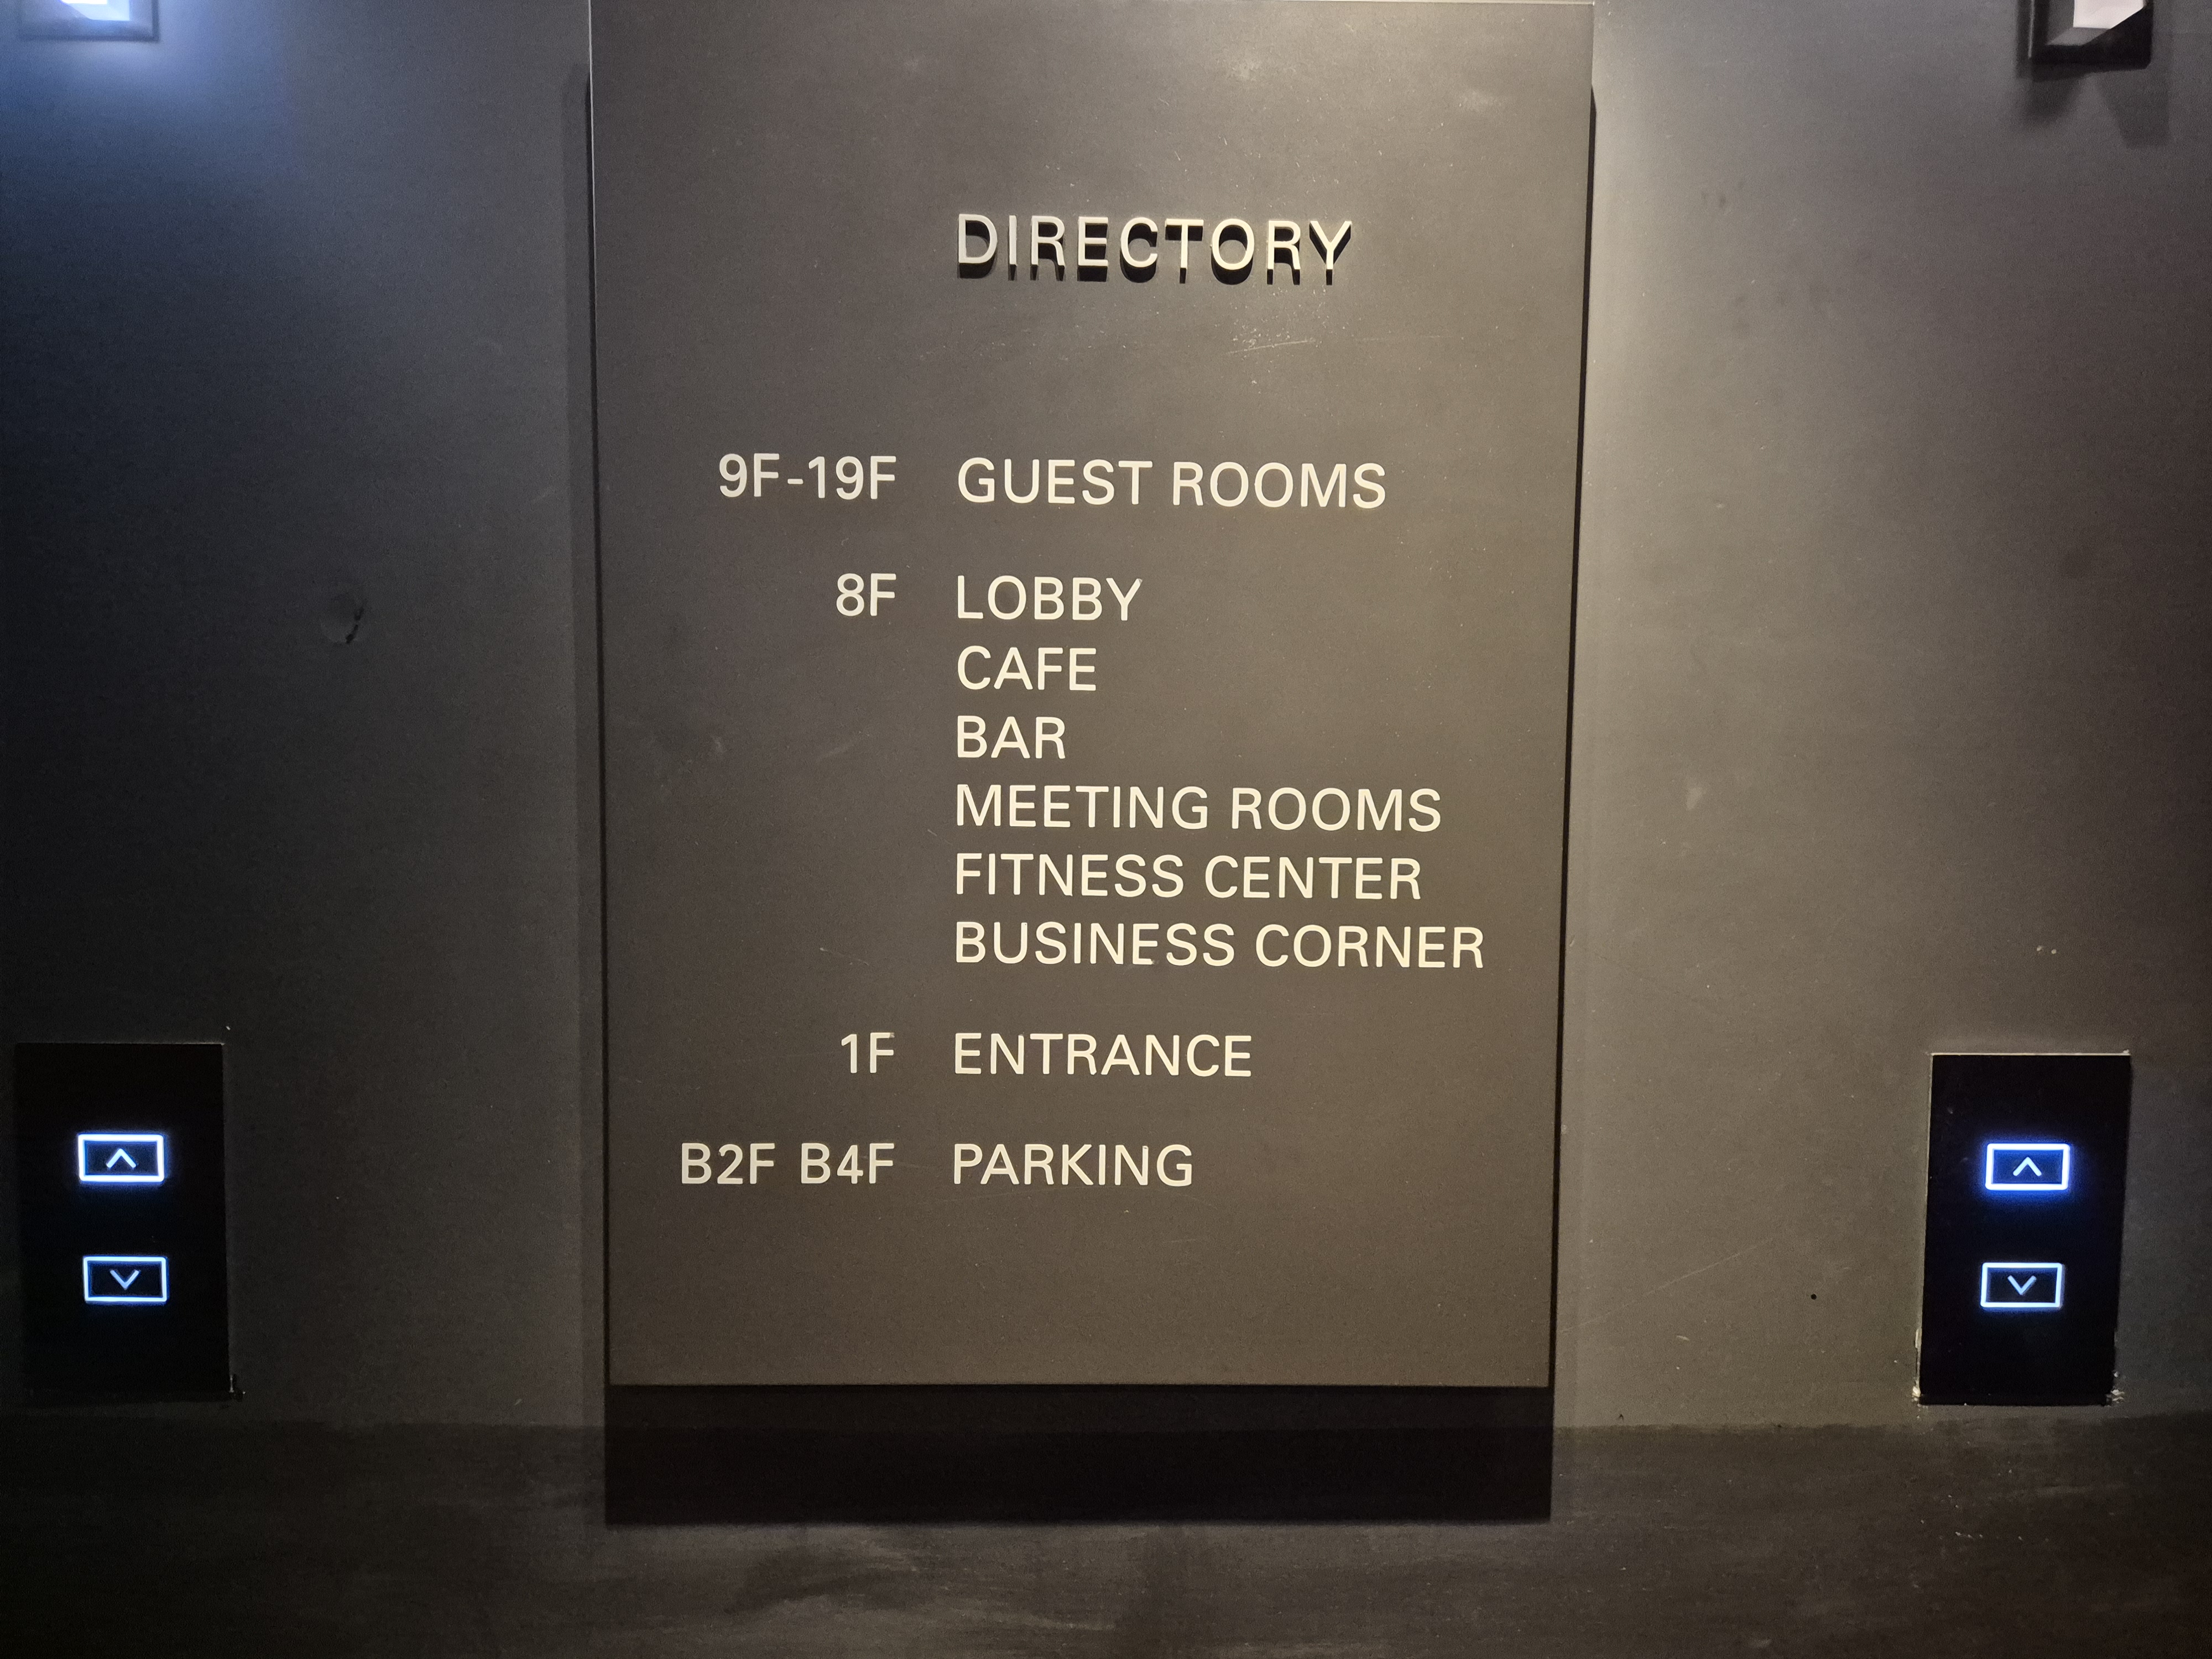 DIRECTORY
9F-19F GUEST ROOMS
8F LOBBY
CAFE
BAR
MEETING ROOMS
FITNESS CENTER
BUSINESS CORNER
1F ENTRANCE
B2F B4F PARKING